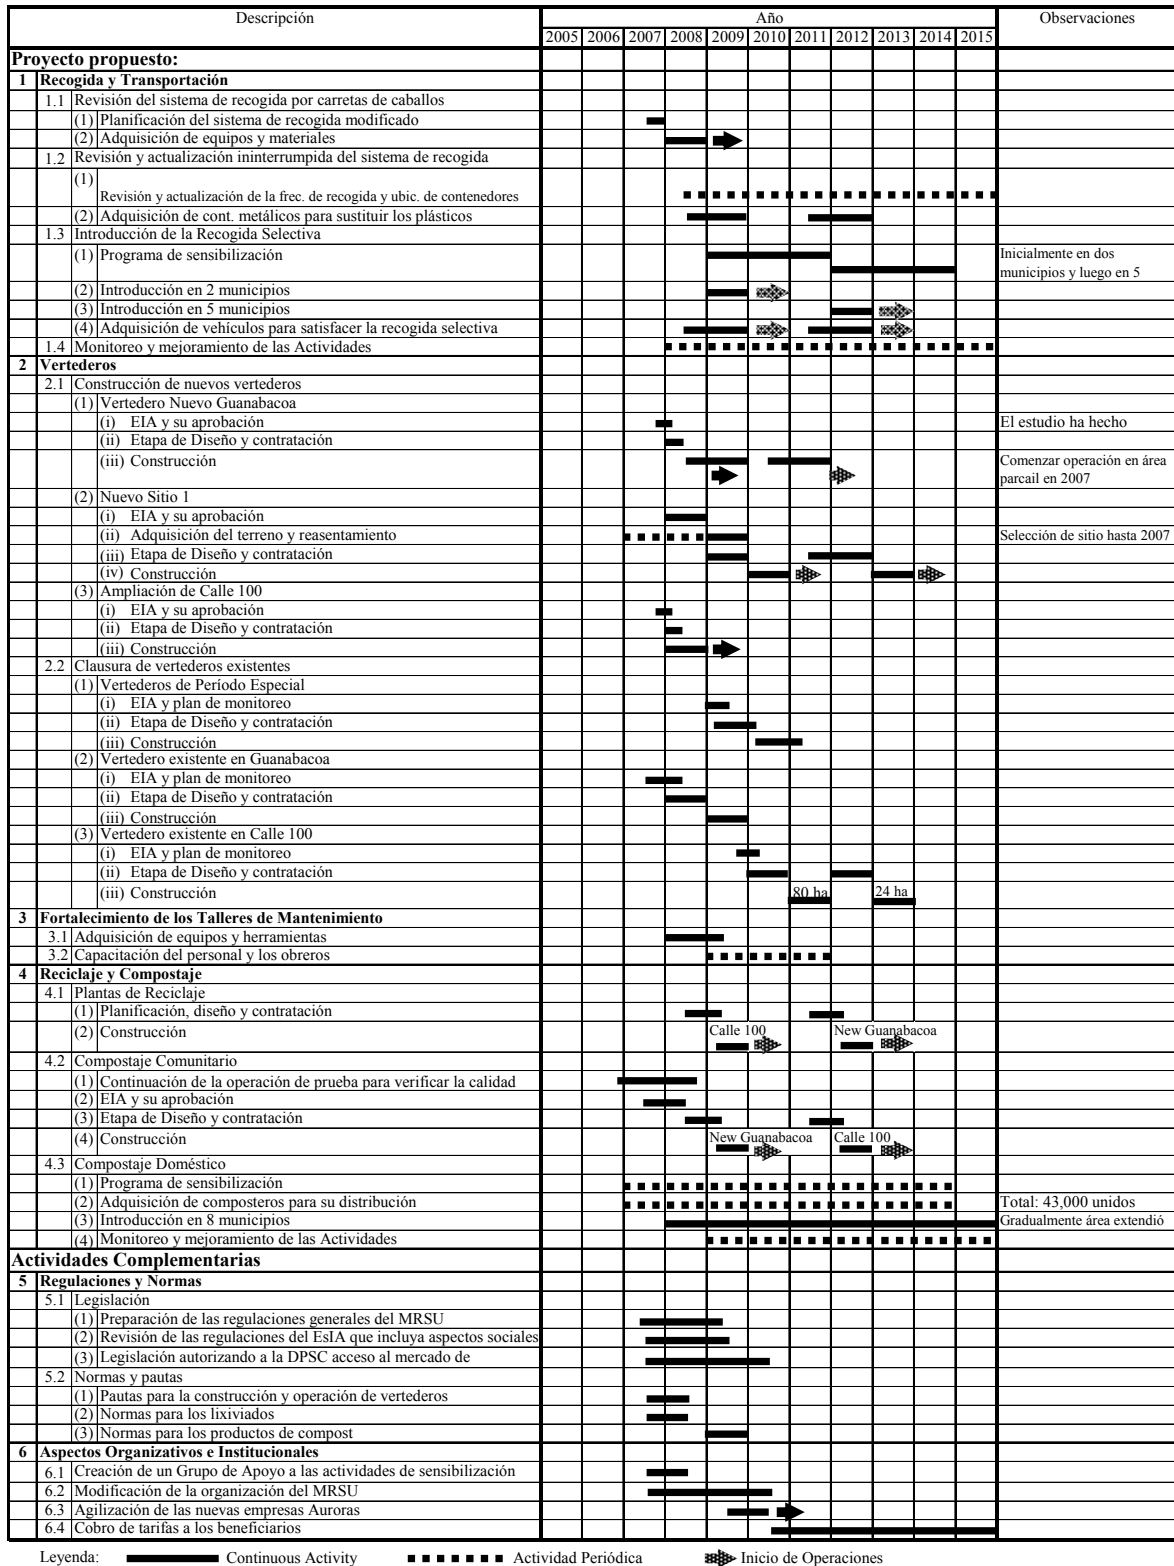 Descripción Año Observaciones
2005 2006 2007 2008 2009 2010 2011 2012 2013 2014 2015
Proyecto propuesto:
1 Recogida y Transportación
1.1 Revisión del sistema de recogida por carretas de caballos
(1) Planificación del sistema de recogida modificado
(2) Adquisición de equipos y materiales
1.2 Revisión y actualización ininterrumpida del sistema de recogida
(1)
Revisión y actualización de la frec. de recogida y ubic. de contenedores
(2) Adquisición de cont. metálicos para sustituir los plásticos
1.3 Introducción de la Recogida Selectiva
(1) Programa de sensibilización Inicialmente en dos
municipios y luego en 5
(2) Introducción en 2 municipios
(3) Introducción en 5 municipios
(4) Adquisición de vehículos para satisfacer la recogida selectiva
1.4 Monitoreo y mejoramiento de las Actividades
2 Vertederos
2.1 Construcción de nuevos vertederos
(1) Vertedero Nuevo Guanabacoa
(i) EIA y su aprobación El estudio ha hecho
(ii) Etapa de Diseño y contratación
(iii) Construcción Comenzar operación en área
parcail en 2007
(2) Nuevo Sitio 1
(i) EIA y su aprobación
(ii) Adquisición del terreno y reasentamiento Selección de sitio hasta 2007
(iii) Etapa de Diseño y contratación
(iv) Construcción
(3) Ampliación de Calle 100
(i) EIA y su aprobación
(ii) Etapa de Diseño y contratación
(iii) Construcción
2.2 Clausura de vertederos existentes
(1) Vertederos de Período Especial
(i) EIA y plan de monitoreo
(ii) Etapa de Diseño y contratación
(iii) Construcción
(2) Vertedero existente en Guanabacoa
(i) EIA y plan de monitoreo
(ii) Etapa de Diseño y contratación
(iii) Construcción
(3) Vertedero existente en Calle 100
(i) EIA y plan de monitoreo
(ii) Etapa de Diseño y contratación
(iii) Construcción 80 ha 24 ha
3 Fortalecimiento de los Talleres de Mantenimiento
3.1 Adquisición de equipos y herramientas
3.2 Capacitación del personal y los obreros
4 Reciclaje y Compostaje
4.1 Plantas de Reciclaje
(1) Planificación, diseño y contratación
(2) Construcción Calle 100 New Guanabacoa
4.2 Compostaje Comunitario
(1) Continuación de la operación de prueba para verificar la calidad
(2) EIA y su aprobación
(3) Etapa de Diseño y contratación
(4) Construcción New Guanabacoa Calle 100
4.3 Compostaje Doméstico
(1) Programa de sensibilización
(2) Adquisición de composteros para su distribución Total: 43,000 unidos
(3) Introducción en 8 municipios Gradualmente área extendió
(4) Monitoreo y mejoramiento de las Actividades
Actividades Complementarias
5 Regulaciones y Normas
5.1 Legislación
(1) Preparación de las regulaciones generales del MRSU
(2) Revisión de las regulaciones del EsIA que incluya aspectos sociales
(3) Legislación autorizando a la DPSC acceso al mercado de
5.2 Normas y pautas
(1) Pautas para la construcción y operación de vertederos
(2) Normas para los lixiviados
(3) Normas para los productos de compost
6 Aspectos Organizativos e Institucionales
6.1 Creación de un Grupo de Apoyo a las actividades de sensibilización
6.2 Modificación de la organización del MRSU
6.3 Agilización de las nuevas empresas Auroras
6.4 Cobro de tarifas a los beneficiarios
Leyenda: Continuous Activity Actividad Periódica Inicio de Operaciones